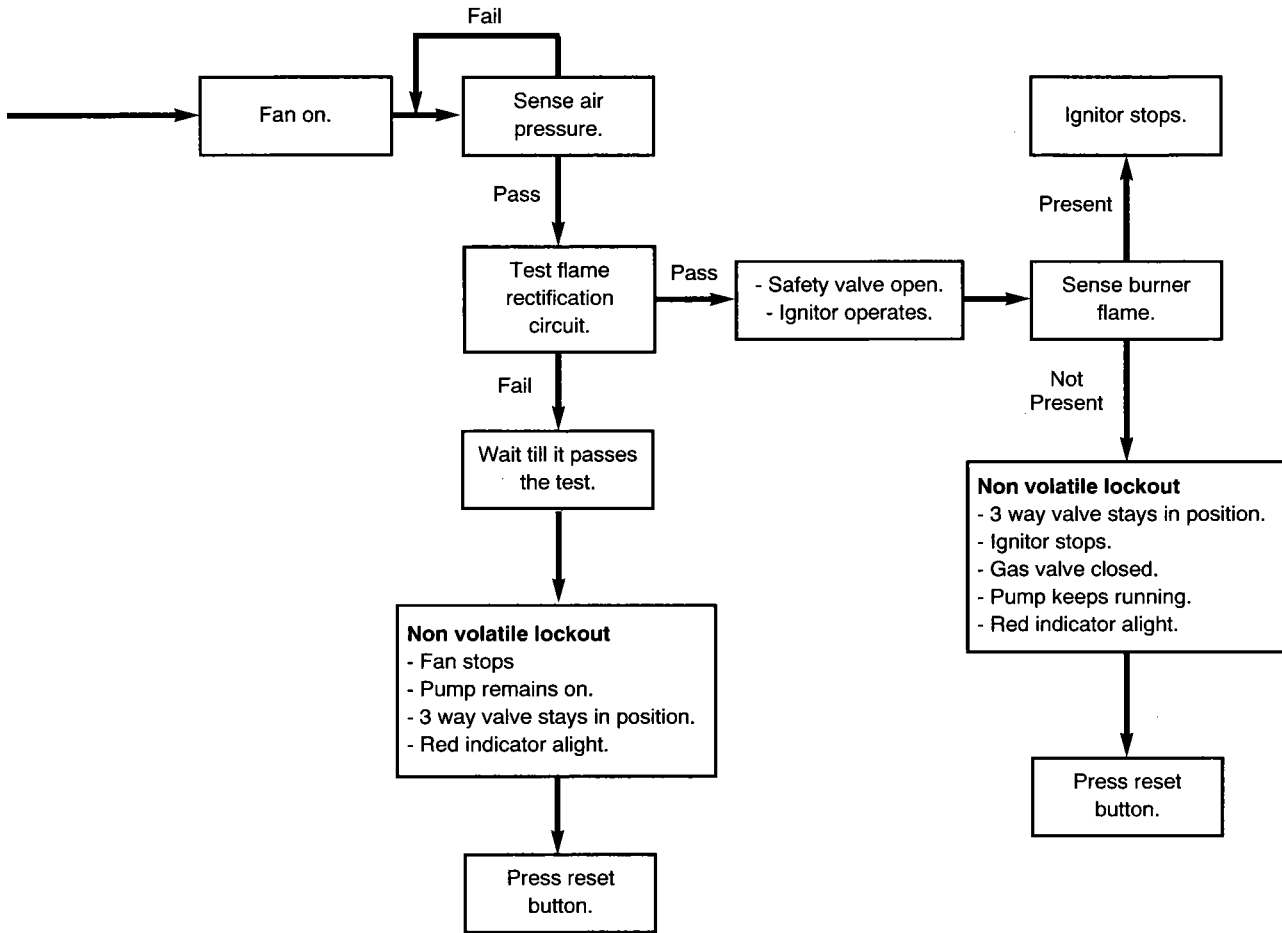 Fail
Fan on.
Sense air
pressure.
Ignitor stops.
Pass
Present
Test flame
rectification
circuit.
Pass
- Safety valve open.
- Ignitor operates.
Sense burner
flame.
Fail
Not
Present
Wait till it passes
the test.
Non volatile lockout
- 3 way valve stays in position.
- Ignitor stops.
- Gas valve closed.
- Pump keeps running.
- Red indicator alight.
Non volatile lockout
- Fan stops
- Pump remains on.
- 3 way valve stays in position.
- Red indicator alight.
Press reset
button.
Press reset
button.